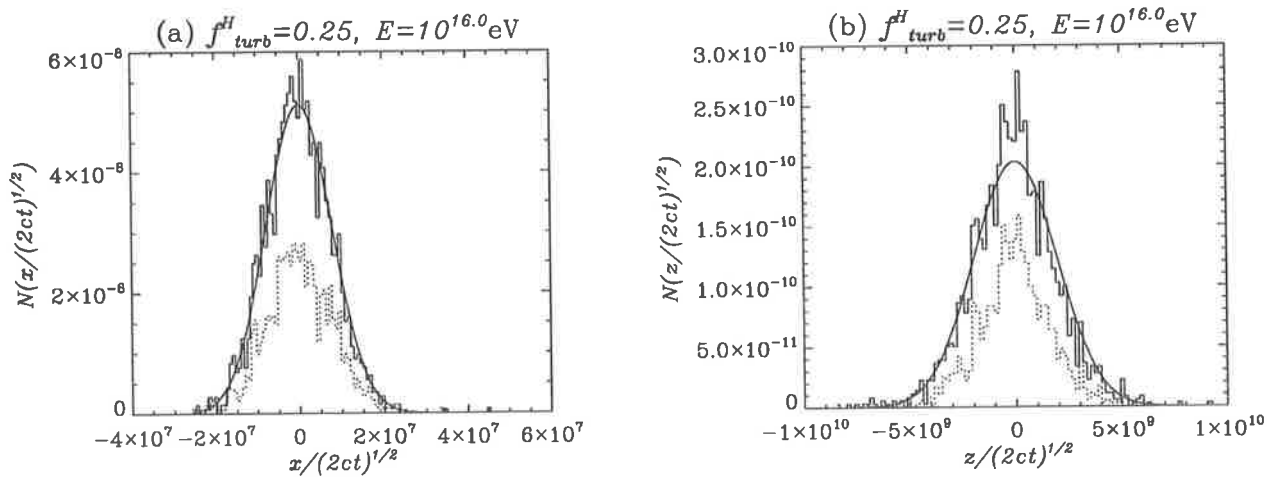 (a) f^H_turb=0.25, E=10^16.0 eV
6×10^-8
4×10^-8
2×10^-8
0
N(x/(2ct)^1/2)
-4×10^7 -2×10^7 0 2×10^7 4×10^7 6×10^7
x/(2ct)^1/2
(b) f^H_turb=0.25, E=10^16.0 eV
3.0×10^-10
2.5×10^-10
2.0×10^-10
1.5×10^-10
1.0×10^-10
5.0×10^-11
0
N(z/(2ct)^1/2)
-1×10^10 -5×10^9 0 5×10^9 1×10^10
z/(2ct)^1/2